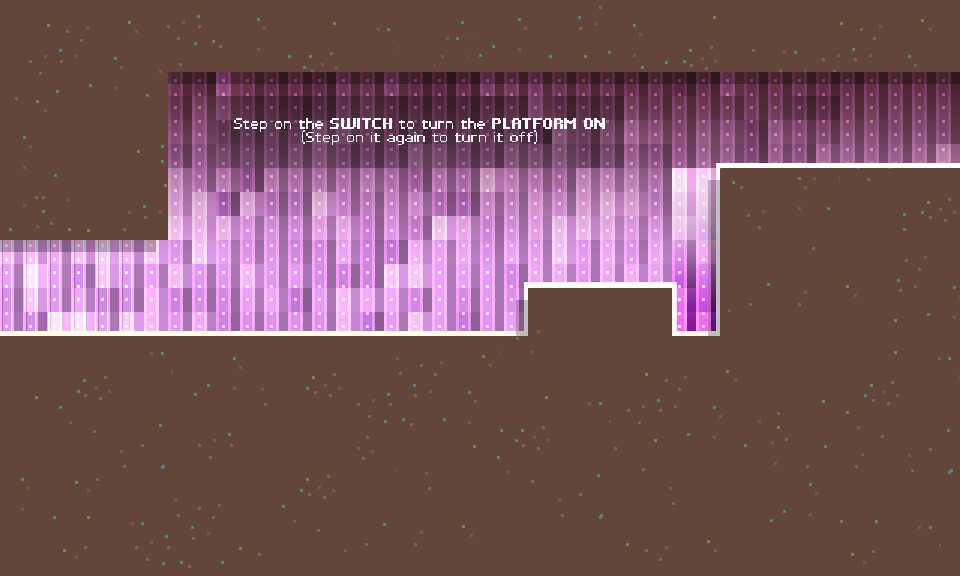 Step on the SWITCH to turn the PLATFORM ON
(Step on it again to turn it off)